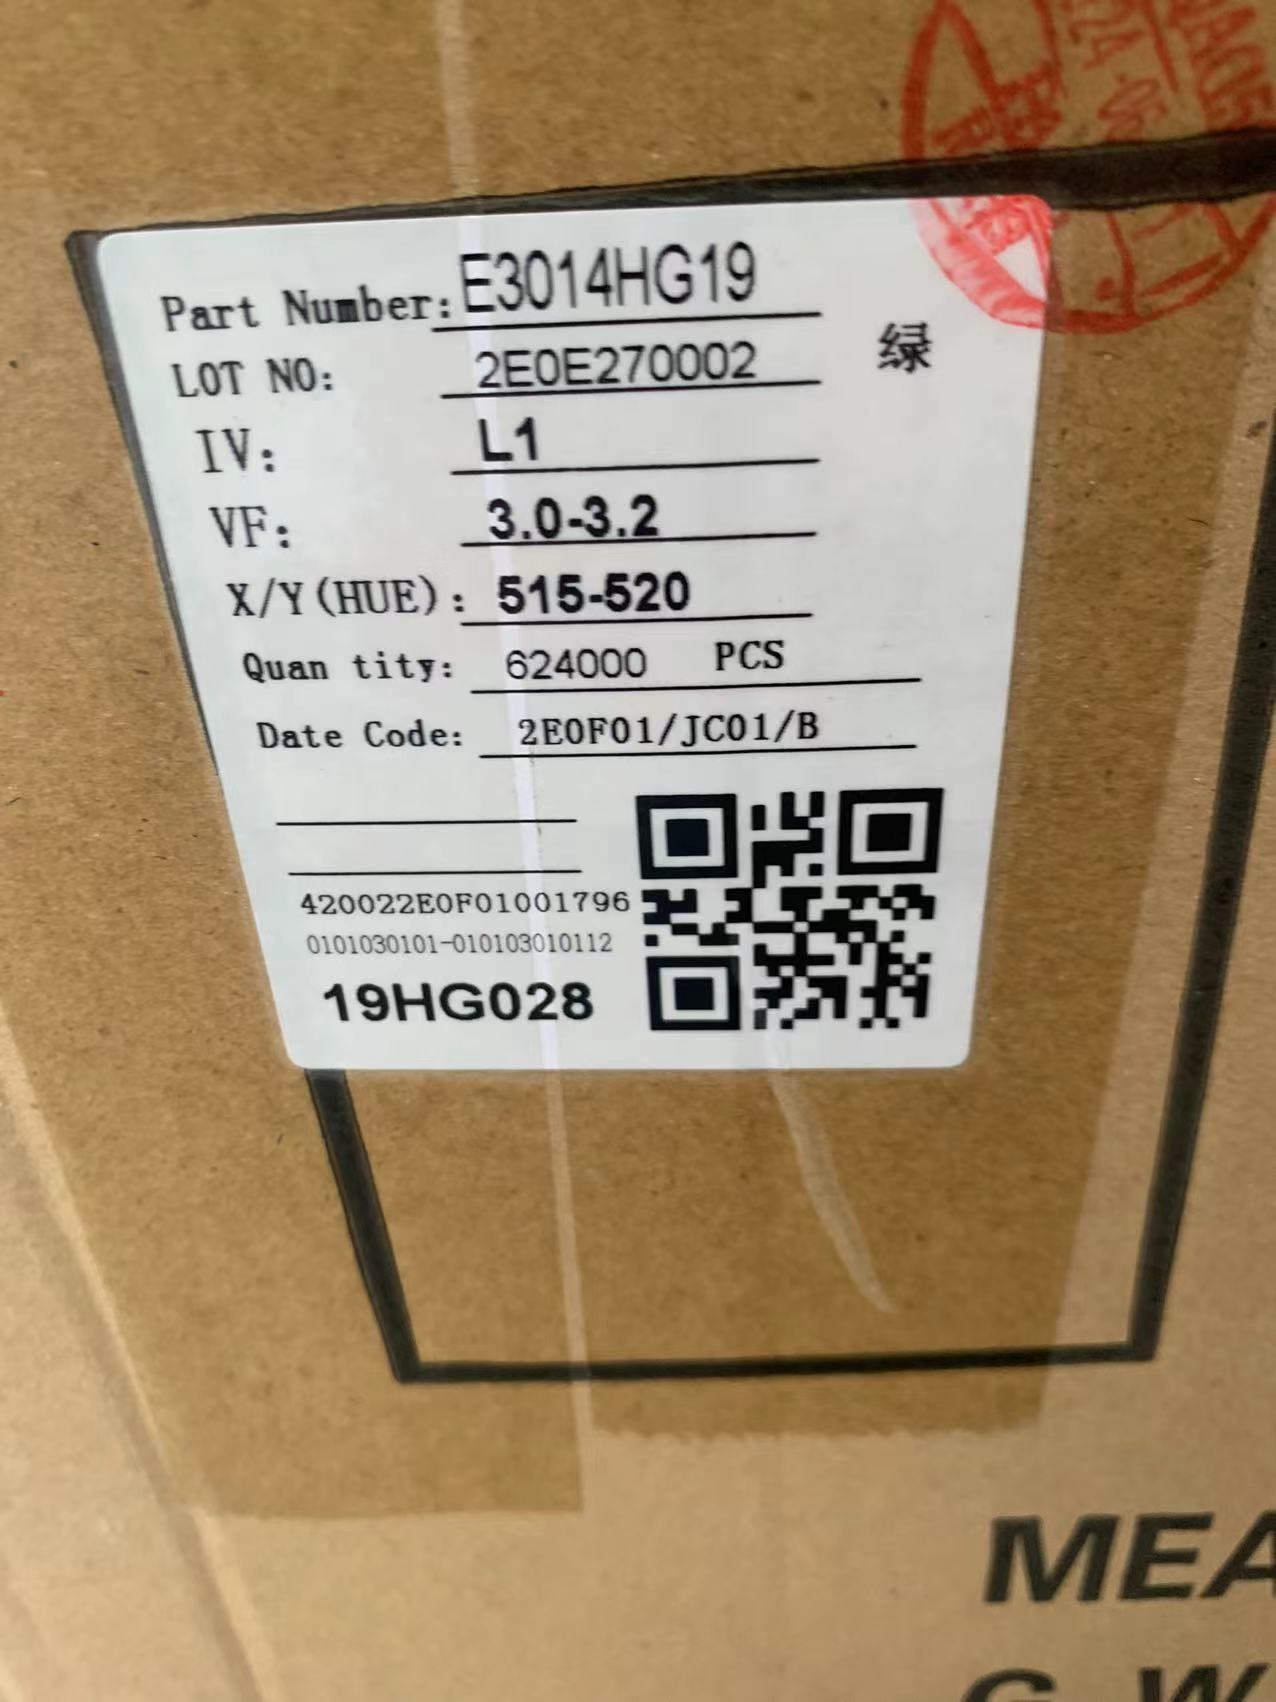 Part Number: E3014HG19
LOT NO: 2E0E270002
绿
IV: L1
VF: 3.0-3.2
X/Y(HUE): 515-520
Quan tity: 624000 PCS
Date Code: 2E0F01/JC01/B
420022E0F01001796
0101030101-010103010112
19HG028
MEA
G. W